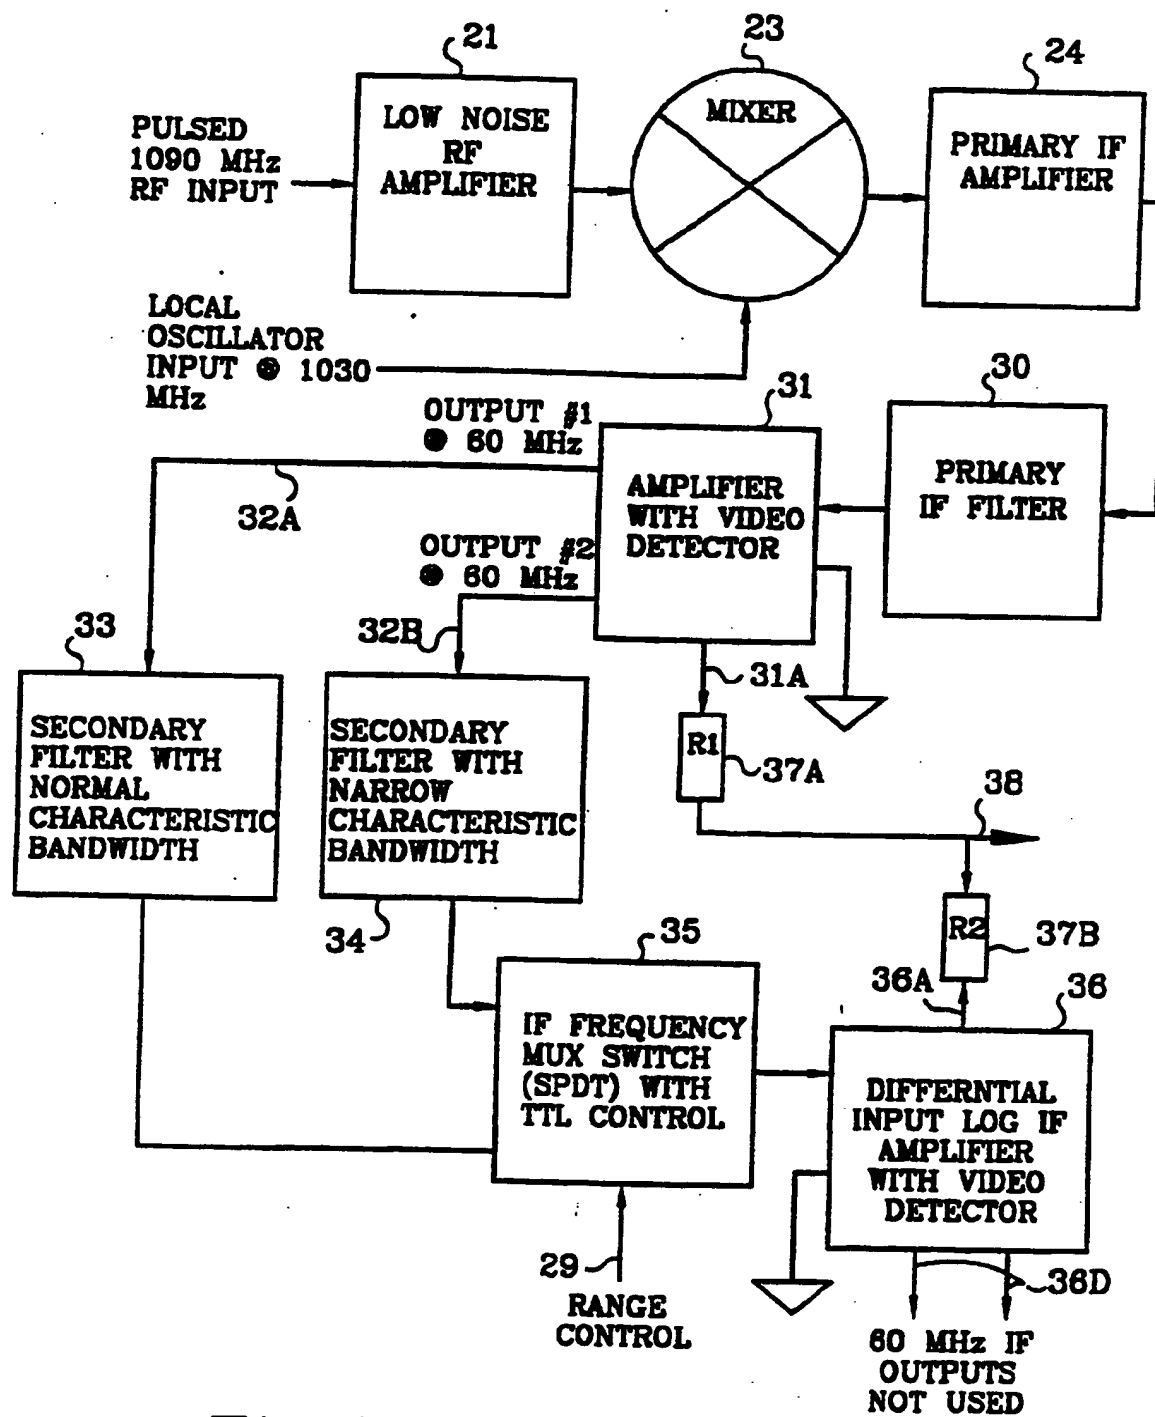 21
23
24
PULSED
1090 MHz
RF INPUT
LOW NOISE
RF
AMPLIFIER
MIXER
PRIMARY IF
AMPLIFIER
LOCAL
OSCILLATOR
INPUT @ 1030
MHz
OUTPUT #1
@ 60 MHz
31
30
32A
AMPLIFIER
WITH VIDEO
DETECTOR
PRIMARY
IF FILTER
OUTPUT #2
@ 60 MHz
33
32B
31A
SECONDARY
FILTER WITH
NORMAL
CHARACTERISTIC
BANDWIDTH
SECONDARY
FILTER WITH
NARROW
CHARACTERISTIC
BANDWIDTH
R1
37A
38
34
35
R2
37B
36A
36
IF FREQUENCY
MUX SWITCH
(SPDT) WITH
TTL CONTROL
DIFFERNTIAL
INPUT LOG IF
AMPLIFIER
WITH VIDEO
DETECTOR
29
RANGE
CONTROL
36D
60 MHz IF
OUTPUTS
NOT USED